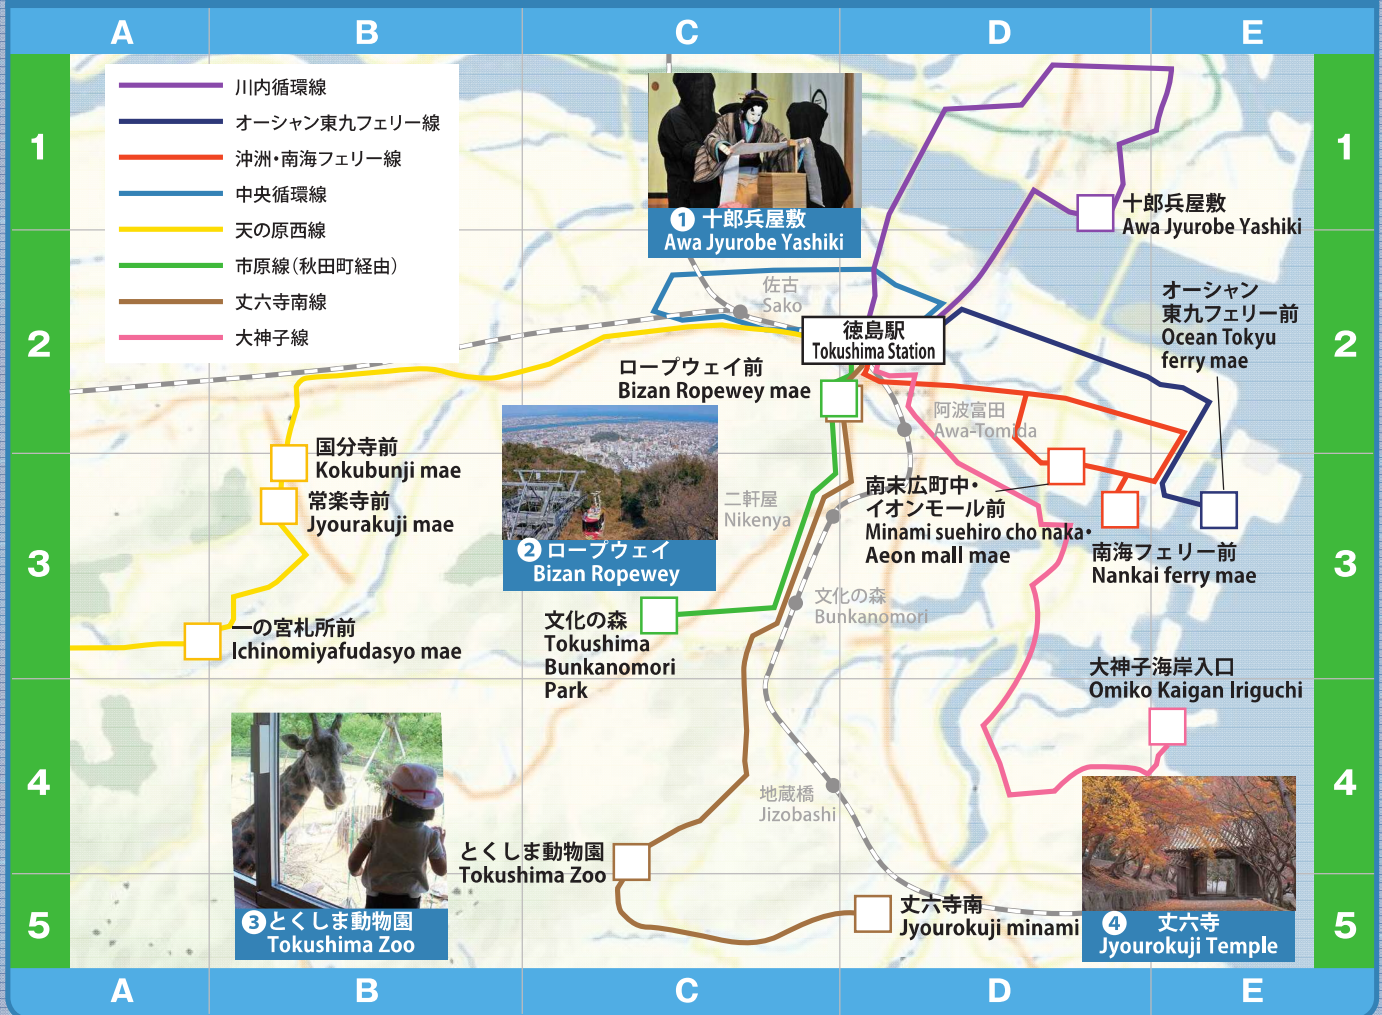 A B C D E
1
2
3
4
5
1
2
3
4
5
川内循環線
オーシャン東九フェリー線
沖洲・南海フェリー線
中央循環線
天の原西線
市原線（秋田町経由）
丈六寺南線
大神子線
❶ 十郎兵屋敷
Awa Jyurobe Yashiki
十郎兵屋敷
Awa Jyurobe Yashiki
佐古
Sako
オーシャン
東九フェリー前
Ocean Tokyu
ferry mae
徳島駅
Tokushima Station
ロープウェイ前
Bizan Ropewey mae
阿波富田
Awa-Tomida
国分寺前
Kokubunji mae
常楽寺前
Jyourakuji mae
❷ ロープウェイ
Bizan Ropewey
二軒屋
Nikenya
南末広町中・
イオンモール前
Minami suehiro cho naka・
Aeon mall mae
南海フェリー前
Nankai ferry mae
文化の森
Bunkanomori
文化の森
Tokushima
Bunkanomori
Park
一の宮札所前
Ichinomiyafudasyo mae
大神子海岸入口
Omiko Kaigan Iriguchi
地蔵橋
Jizobashi
とくしま動物園
Tokushima Zoo
❸ とくしま動物園
Tokushima Zoo
丈六寺南
Jyourokuji minami
❹ 丈六寺
Jyourokuji Temple
A B C D E